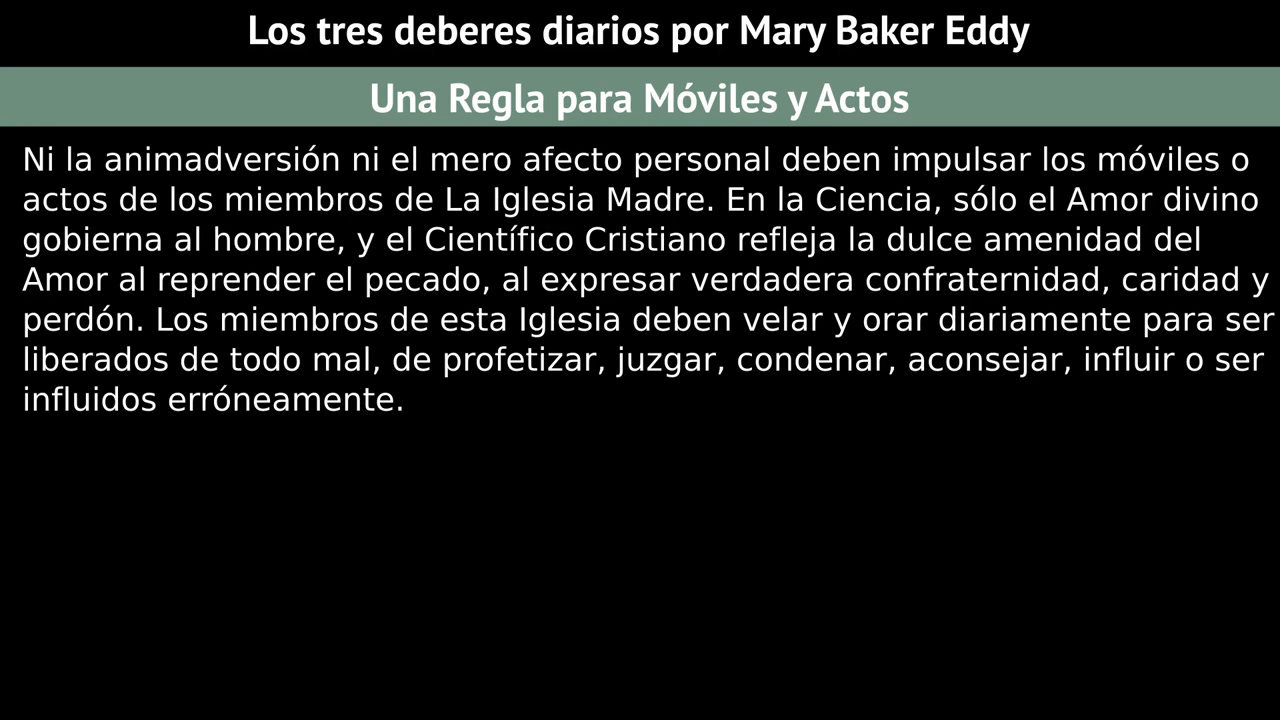 Los tres deberes diarios por Mary Baker Eddy
Una Regla para Móviles y Actos
Ni la animadversión ni el mero afecto personal deben impulsar los móviles o
actos de los miembros de La Iglesia Madre. En la Ciencia, sólo el Amor divino
gobierna al hombre, y el Científico Cristiano refleja la dulce amenidad del
Amor al reprender el pecado, al expresar verdadera confraternidad, caridad y
perdón. Los miembros de esta Iglesia deben velar y orar diariamente para ser
liberados de todo mal, de profetizar, juzgar, condenar, aconsejar, influir o ser
influidos erróneamente.